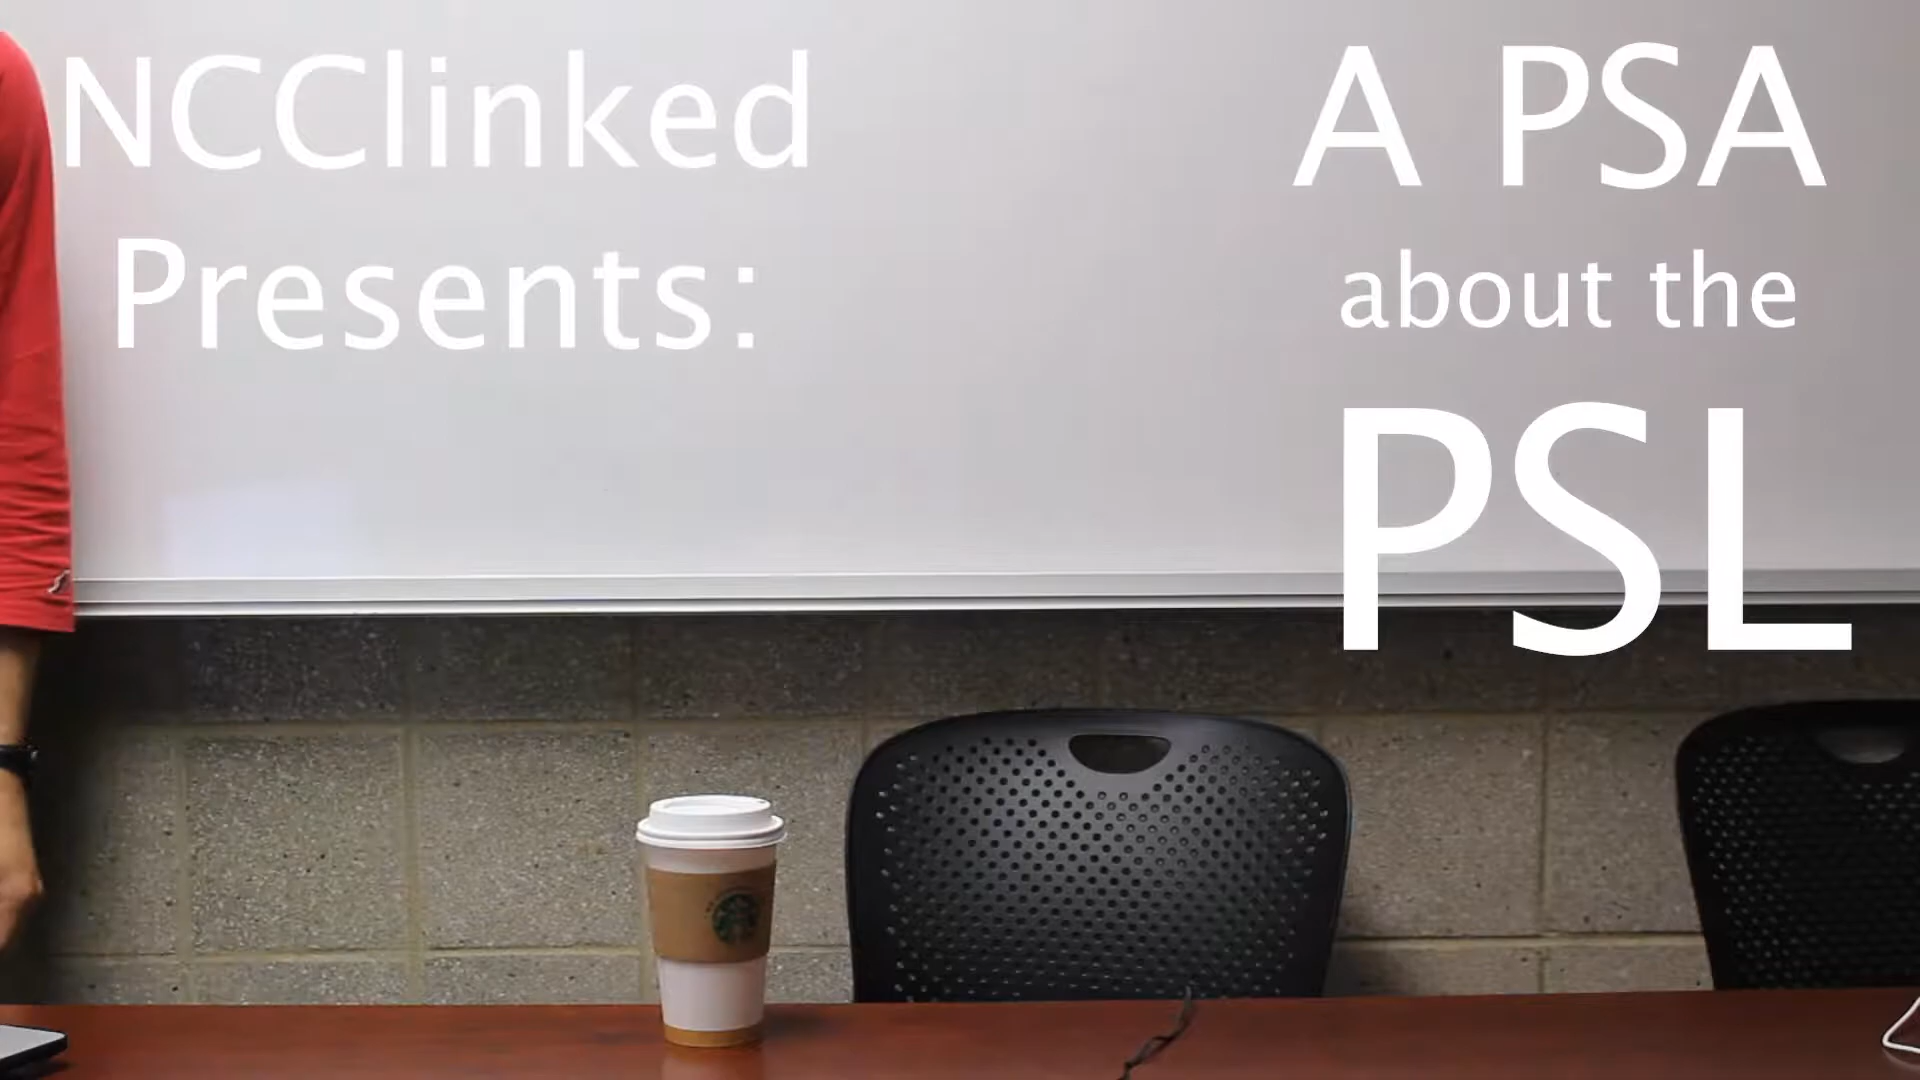 NCClinked
Presents:
A PSA
about the
PSL